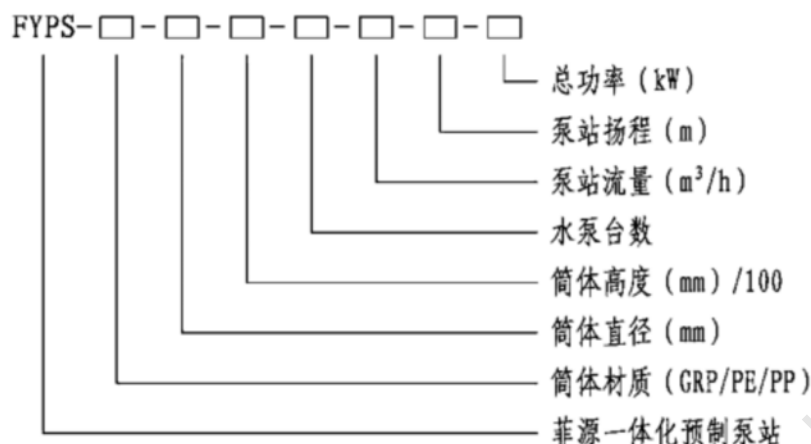 FYPS-□-□-□-□-□-□-□
总功率(kW)
泵站扬程(m)
泵站流量(m³/h)
水泵台数
筒体高度(mm)/100
筒体直径(mm)
筒体材质(GRP/PE/PP)
菲源一体化预制泵站